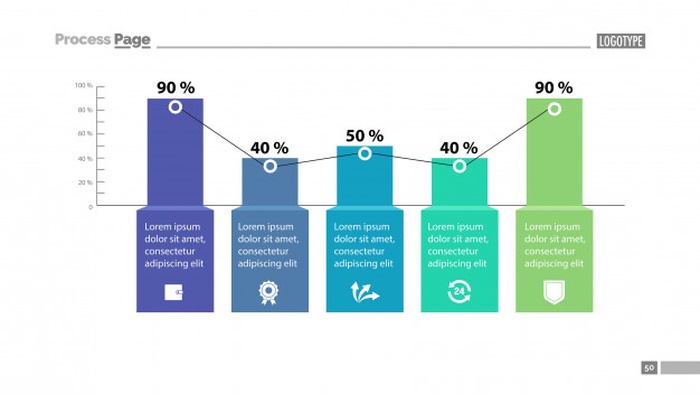 Process Page
LOGOTYPE
100 %
80 %
60 %
40 %
20 %
0
90 %
40 %
50 %
40 %
90 %
Lorem ipsum
dolor sit amet,
consectetur
adipiscing elit
Lorem ipsum
dolor sit amet,
consectetur
adipiscing elit
Lorem ipsum
dolor sit amet,
consectetur
adipiscing elit
Lorem ipsum
dolor sit amet,
consectetur
adipiscing elit
24
Lorem ipsum
dolor sit amet,
consectetur
adipiscing elit
50